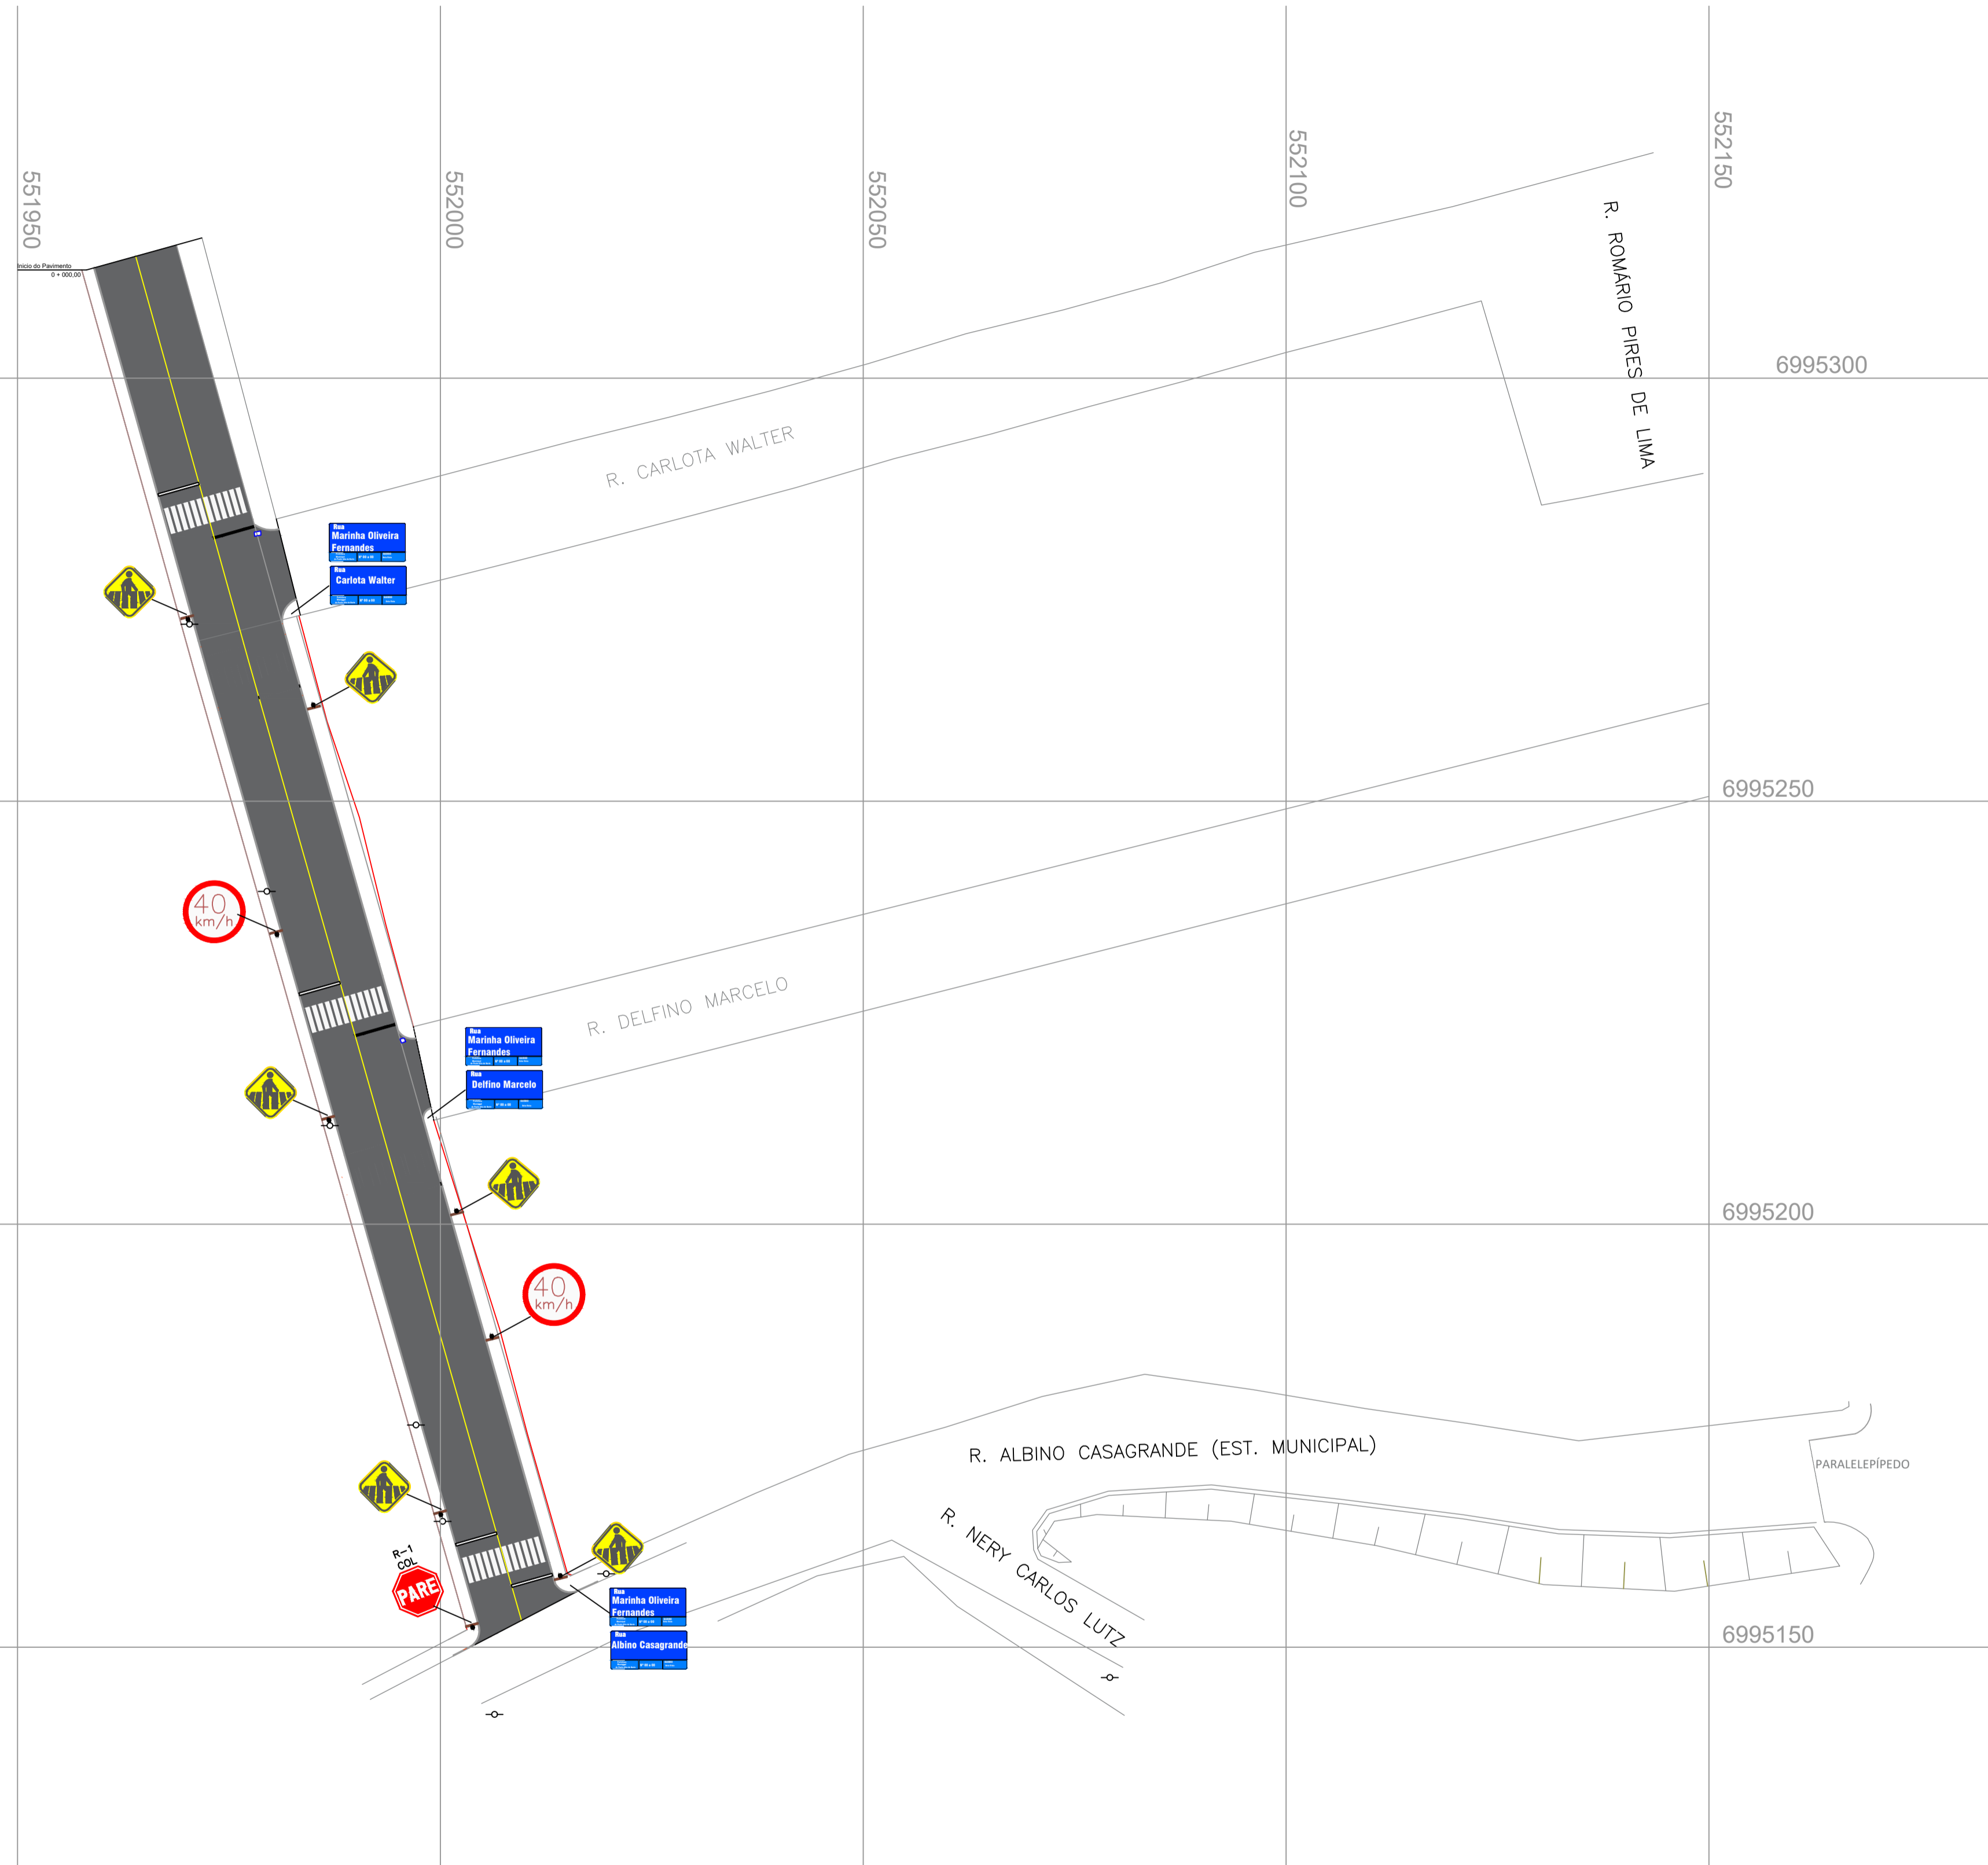 551950
552000
552050
552100
552150
Inicio do Pavimento
0 + 000,00
R. ROMÁRIO PIRES DE LIMA
6995300
R. CARLOTA WALTER
Rua
Marinha Oliveira
Fernandes
Rua
Carlota Walter
6995250
40
km/h
R. DELFINO MARCELO
Rua
Marinha Oliveira
Fernandes
Rua
Delfino Marcelo
6995200
40
km/h
R. ALBINO CASAGRANDE (EST. MUNICIPAL)
PARALELEPÍPEDO
R. NERY CARLOS LUTZ
R-1
COL
PARE
Rua
Marinha Oliveira
Fernandes
Rua
Albino Casagrande
6995150